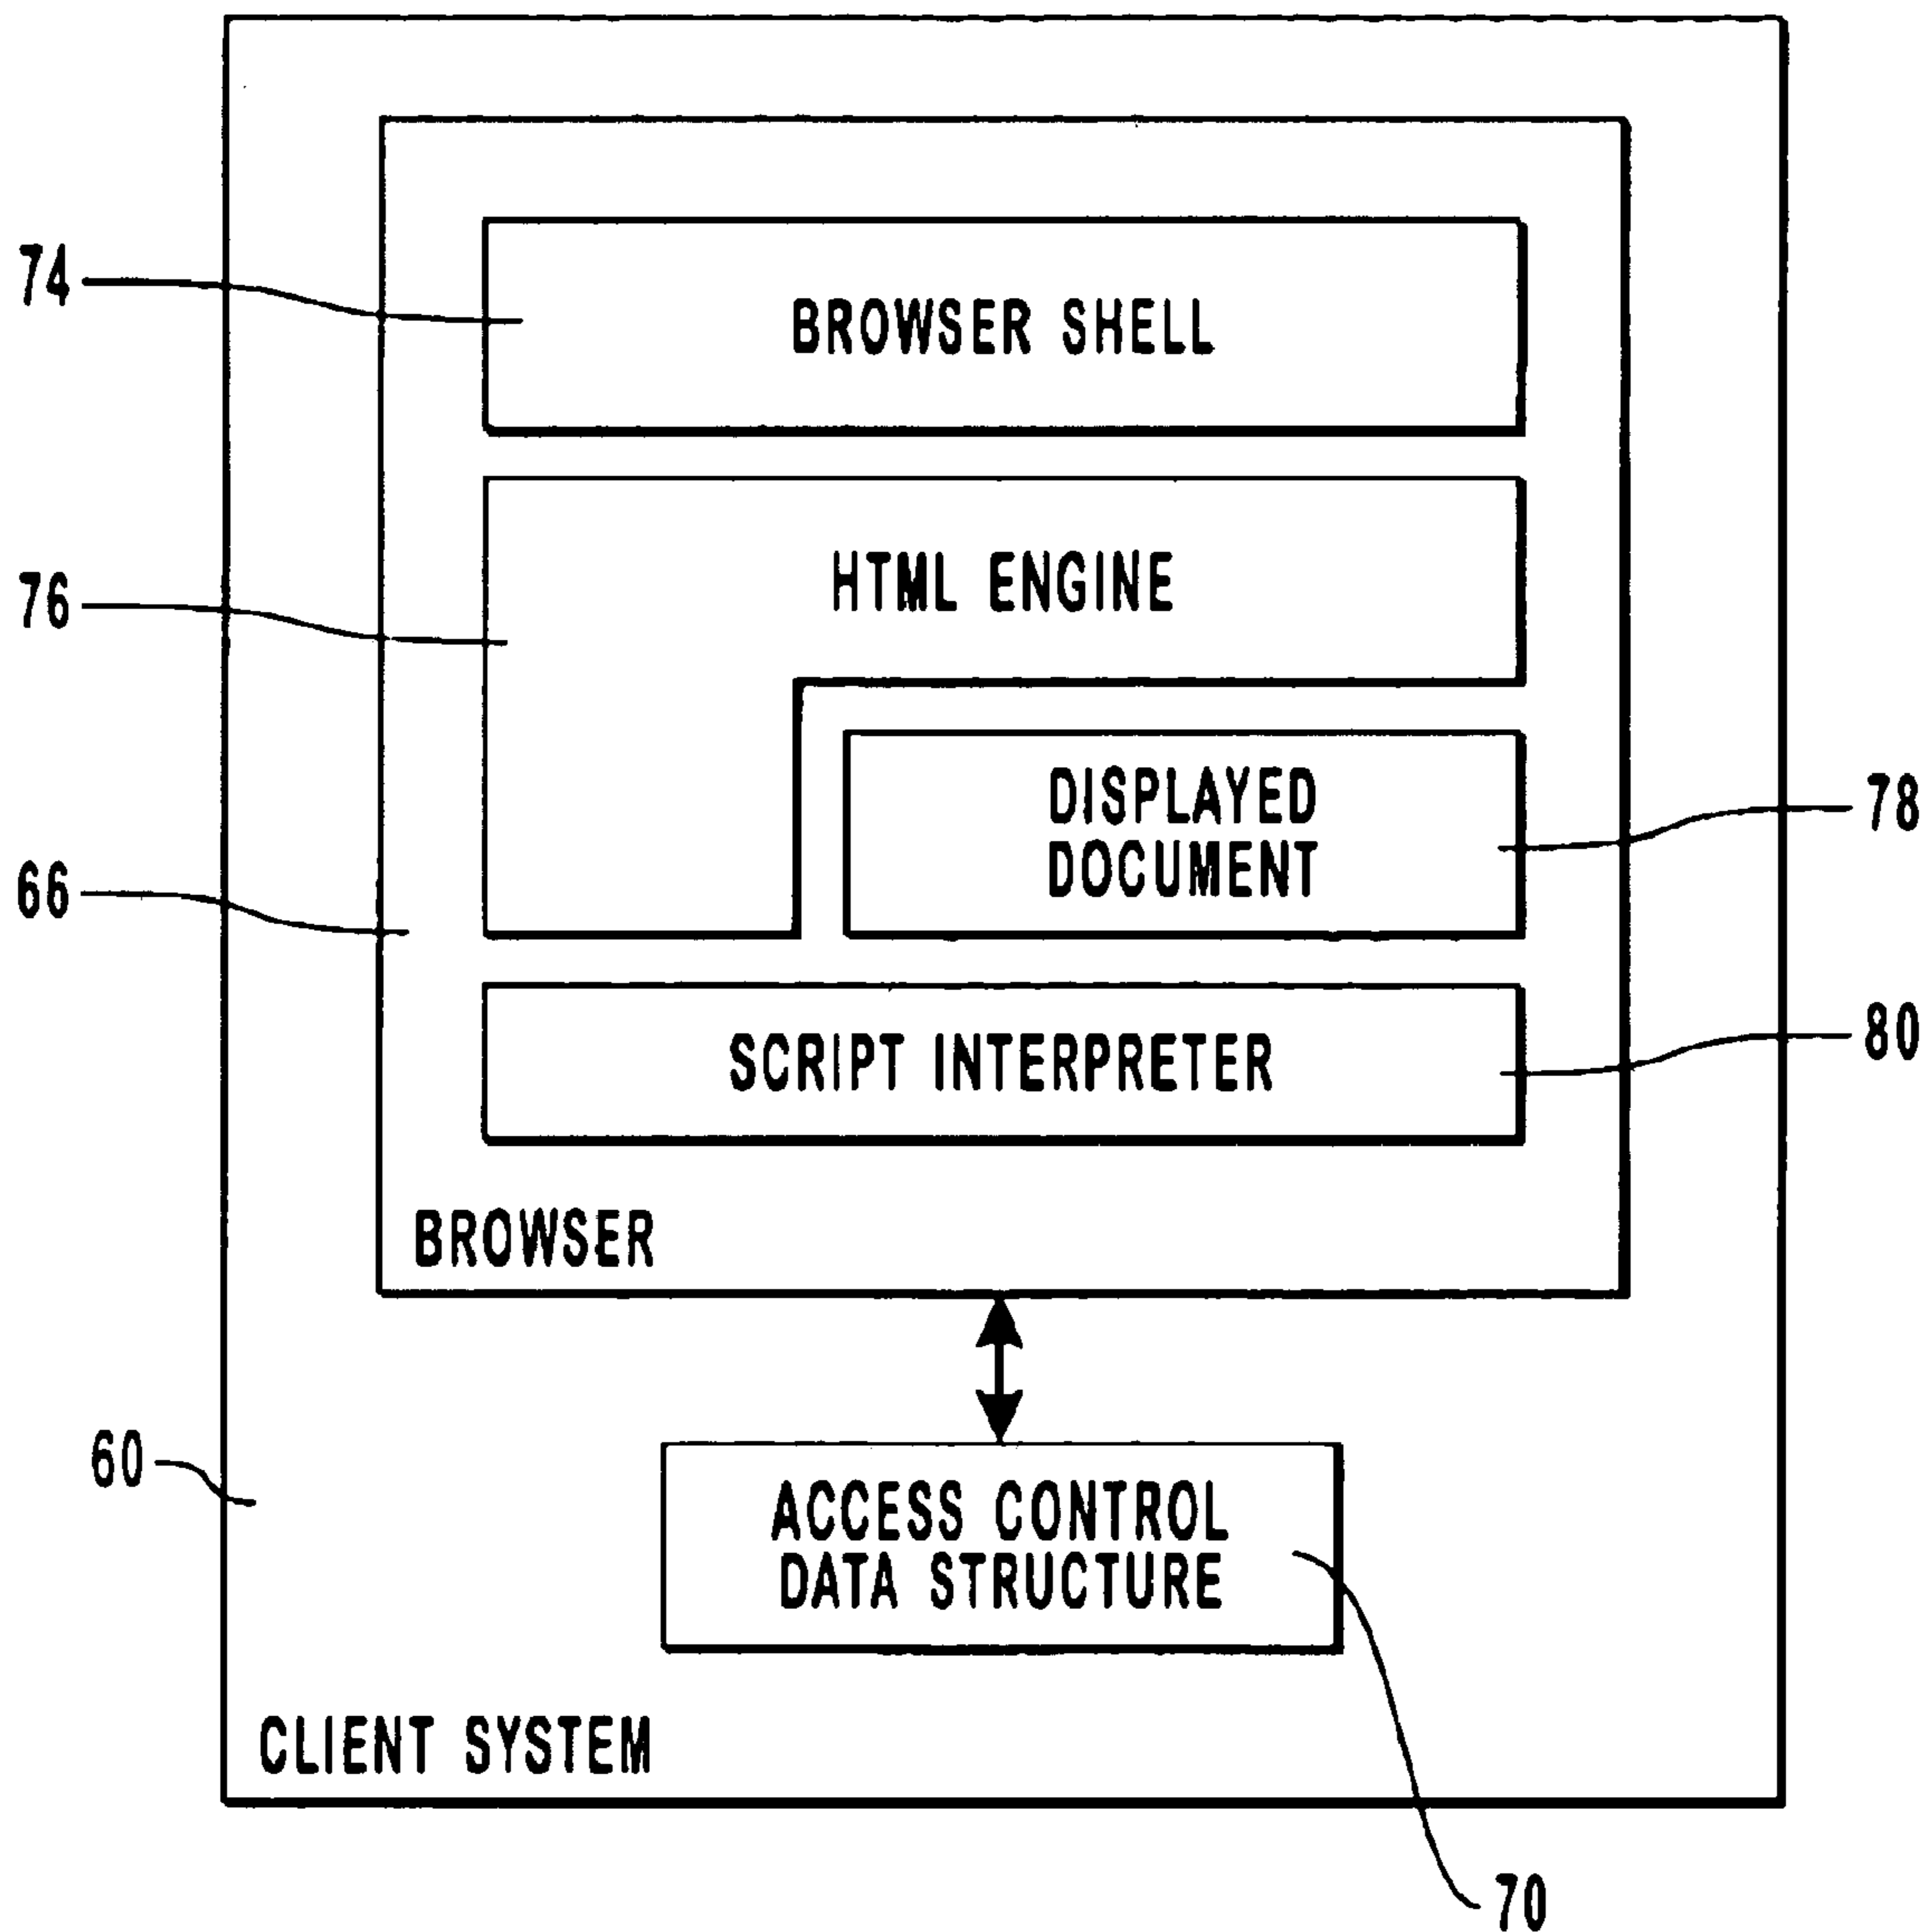 74
BROWSER SHELL
76
HTML ENGINE
78
DISPLAYED
DOCUMENT
66
80
SCRIPT INTERPRETER
BROWSER
60
ACCESS CONTROL
DATA STRUCTURE
CLIENT SYSTEM
70